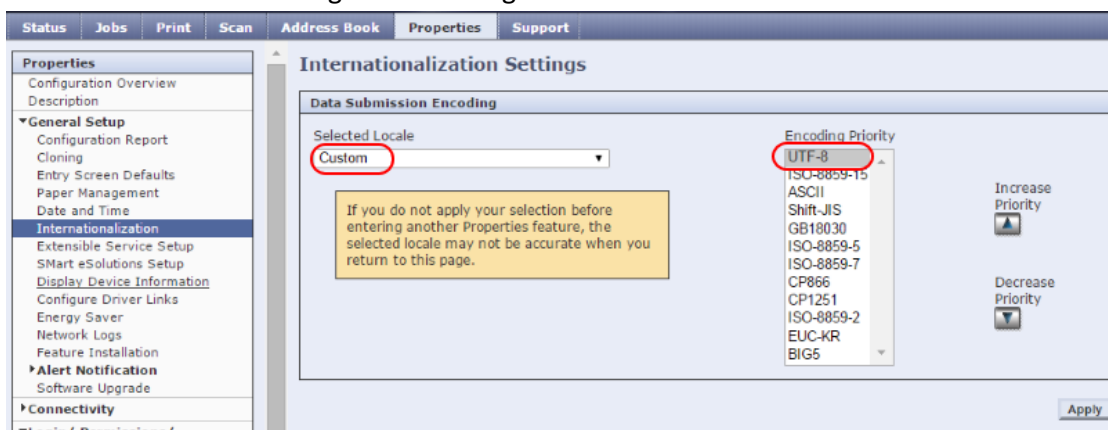 Status Jobs Print Scan Address Book Properties Support
Properties
Configuration Overview
Description
General Setup
Configuration Report
Cloning
Entry Screen Defaults
Paper Management
Date and Time
Internationalization
Extensible Service Setup
SMart eSolutions Setup
Display Device Information
Configure Driver Links
Energy Saver
Network Logs
Feature Installation
Alert Notification
Software Upgrade
Connectivity
Internationalization Settings
Data Submission Encoding
Selected Locale
Custom
If you do not apply your selection before
entering another Properties feature, the
selected locale may not be accurate when you
return to this page.
Encoding Priority
UTF-8
ISO-8859-15
ASCII
Shift-JIS
GB18030
ISO-8859-5
ISO-8859-7
CP866
CP1251
ISO-8859-2
EUC-KR
BIG5
Increase
Priority
Decrease
Priority
Apply